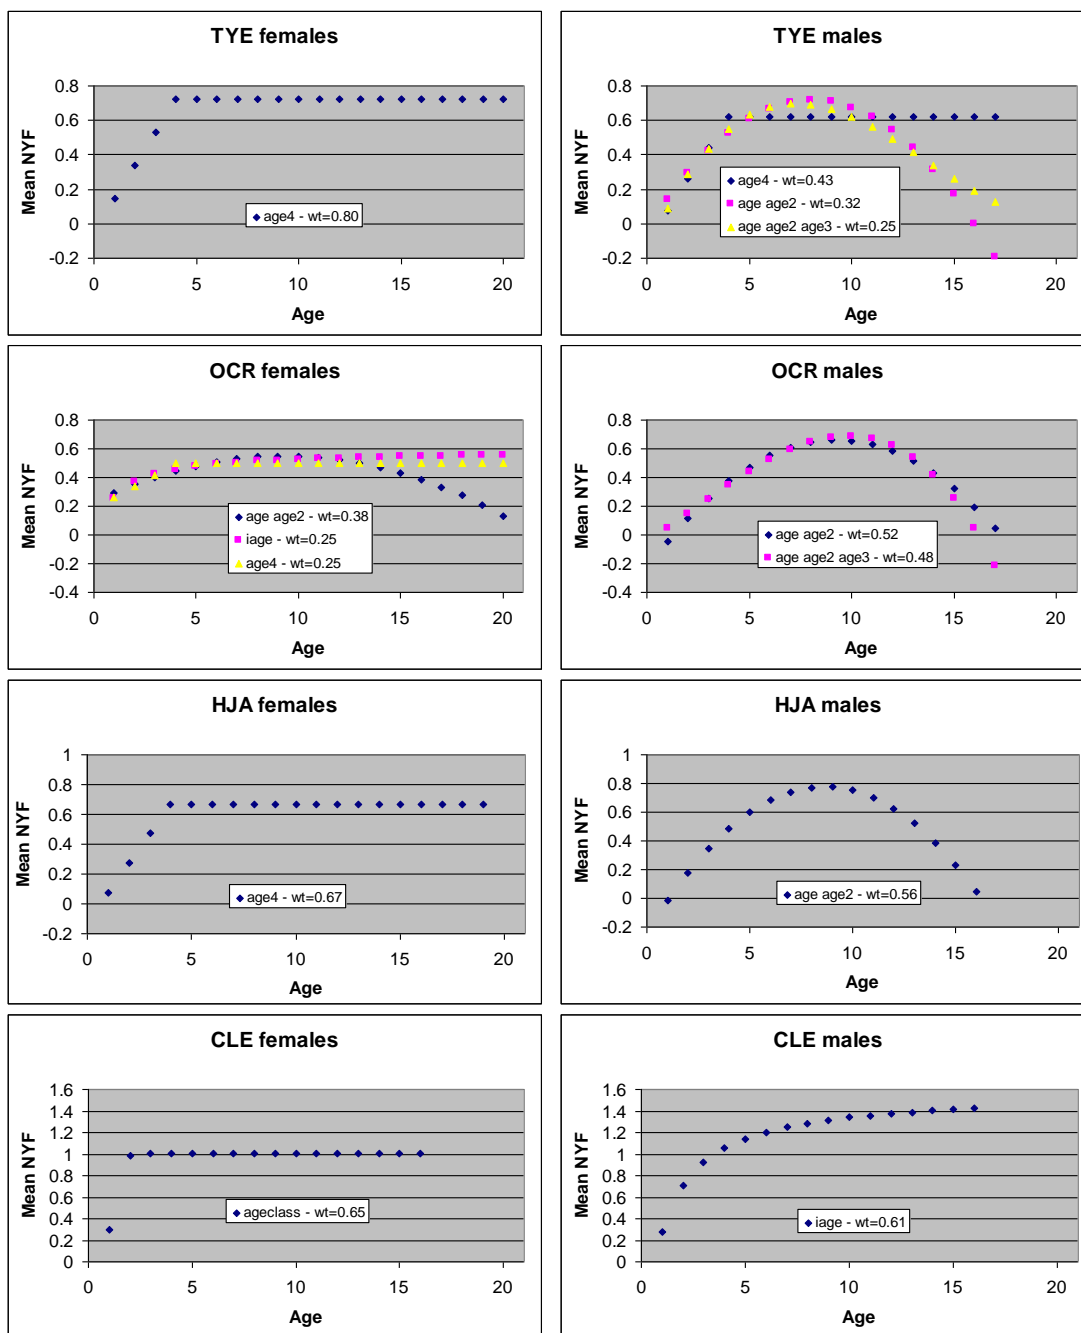 TYE females
Mean NYF
0.8
0.6
0.4
0.2
0
-0.2
age4 - wt=0.80
0 5 10 15 20
Age
TYE males
Mean NYF
0.8
0.6
0.4
0.2
0
-0.2
age4 - wt=0.43
age age2 - wt=0.32
age age2 age3 - wt=0.25
0 5 10 15 20
Age
OCR females
Mean NYF
0.8
0.6
0.4
0.2
0
-0.2
-0.4
age age2 - wt=0.38
iage - wt=0.25
age4 - wt=0.25
0 5 10 15 20
Age
OCR males
Mean NYF
0.8
0.6
0.4
0.2
0
-0.2
-0.4
age age2 - wt=0.52
age age2 age3 - wt=0.48
0 5 10 15 20
Age
HJA females
Mean NYF
1
0.8
0.6
0.4
0.2
0
-0.2
age4 - wt=0.67
0 5 10 15 20
Age
HJA males
Mean NYF
1
0.8
0.6
0.4
0.2
0
-0.2
age age2 - wt=0.56
0 5 10 15 20
Age
CLE females
Mean NYF
1.6
1.4
1.2
1
0.8
0.6
0.4
0.2
0
ageclass - wt=0.65
0 5 10 15 20
Age
CLE males
Mean NYF
1.6
1.4
1.2
1
0.8
0.6
0.4
0.2
0
iage - wt=0.61
0 5 10 15 20
Age